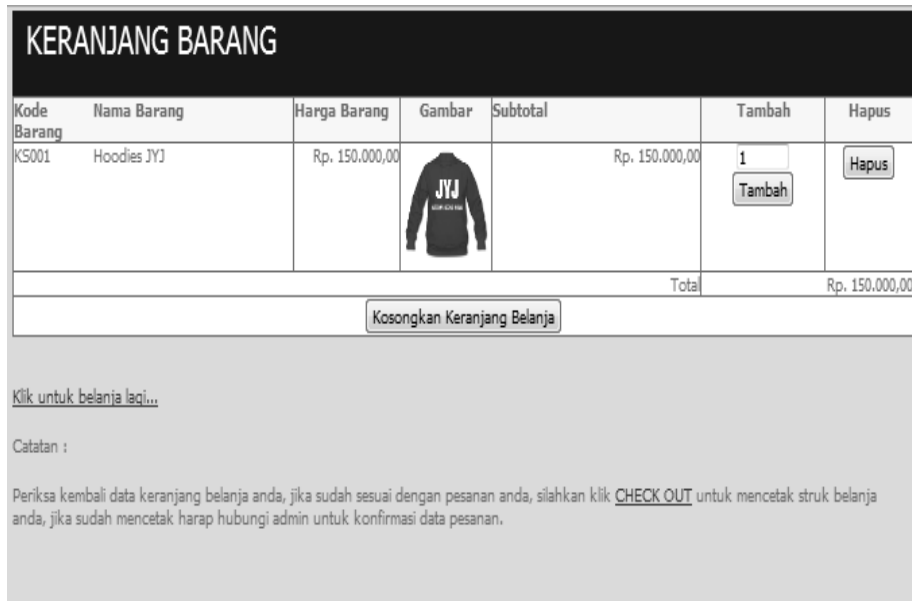 KERANJANG BARANG
Kode Barang Nama Barang Harga Barang Gambar Subtotal Tambah Hapus
KS001 Hoodies JYJ Rp. 150.000,00 JYJ Rp. 150.000,00 1 Tambah Hapus
Total Rp. 150.000,00
Kosongkan Keranjang Belanja
Klik untuk belanja lagi...
Catatan :
Periksa kembali data keranjang belanja anda, jika sudah sesuai dengan pesanan anda, silahkan klik CHECK OUT untuk mencetak struk belanja
anda, jika sudah mencetak harap hubungi admin untuk konfirmasi data pesanan.